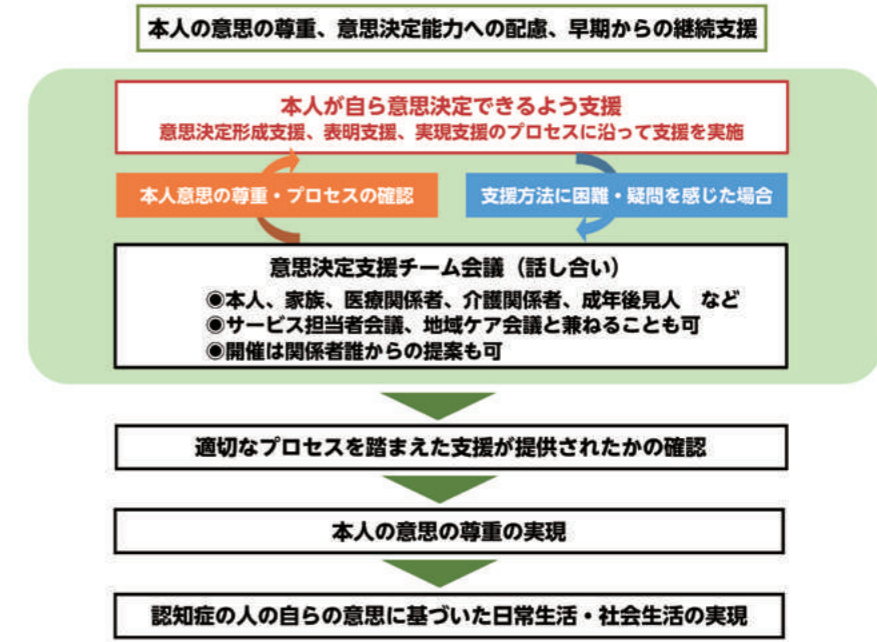 本人の意思の尊重、意思決定能力への配慮、早期からの継続支援
本人が自ら意思決定できるよう支援
意思決定形成支援、表明支援、実現支援のプロセスに沿って支援を実施
本人意思の尊重・プロセスの確認
支援方法に困難・疑問を感じた場合
意思決定支援チーム会議（話し合い）
◉本人、家族、医療関係者、介護関係者、成年後見人　など
◉サービス担当者会議、地域ケア会議と兼ねることも可
◉開催は関係者誰からの提案も可
適切なプロセスを踏まえた支援が提供されたかの確認
本人の意思の尊重の実現
認知症の人の自らの意思に基づいた日常生活・社会生活の実現